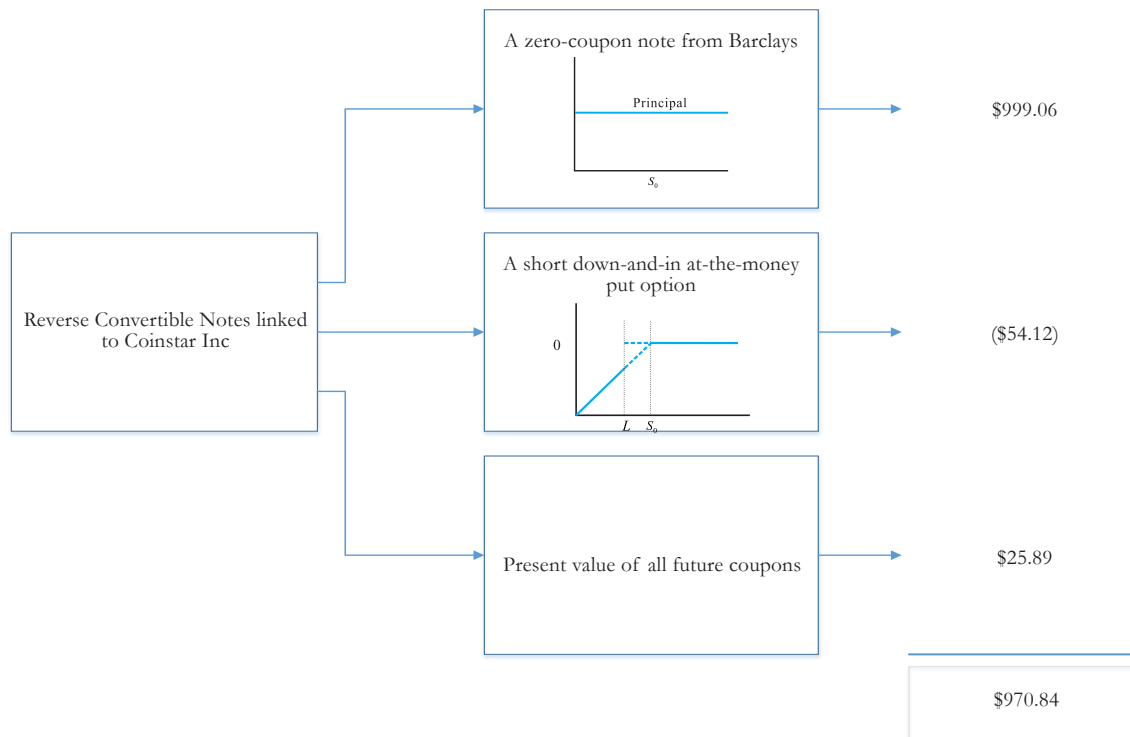 A zero-coupon note from Barclays
Principal
S₀
$999.06
Reverse Convertible Notes linked
to Coinstar Inc
A short down-and-in at-the-money
put option
0
L S₀
($54.12)
Present value of all future coupons
$25.89
$970.84